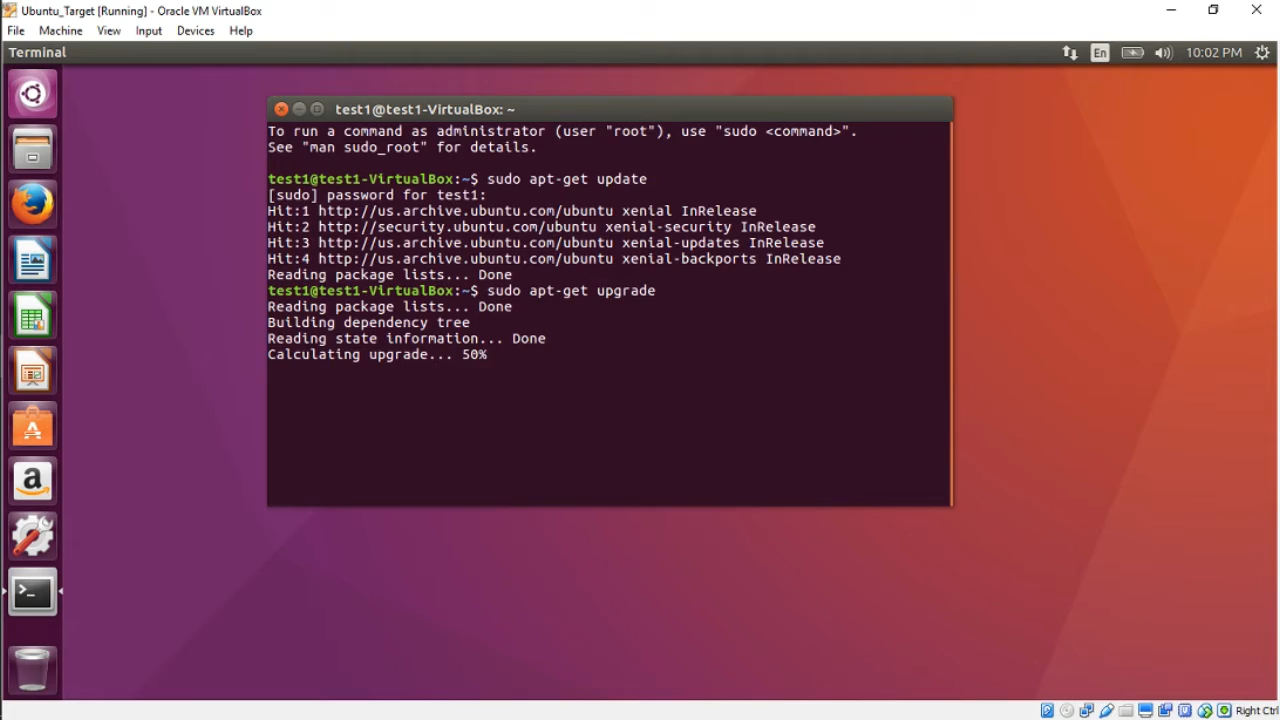 Ubuntu_Target [Running] - Oracle VM VirtualBox
File Machine View Input Devices Help
Terminal En 10:02 PM
test1@test1-VirtualBox: ~
To run a command as administrator (user "root"), use "sudo <command>".
See "man sudo_root" for details.
test1@test1-VirtualBox:~$ sudo apt-get update
[sudo] password for test1:
Hit:1 http://us.archive.ubuntu.com/ubuntu xenial InRelease
Hit:2 http://security.ubuntu.com/ubuntu xenial-security InRelease
Hit:3 http://us.archive.ubuntu.com/ubuntu xenial-updates InRelease
Hit:4 http://us.archive.ubuntu.com/ubuntu xenial-backports InRelease
Reading package lists... Done
test1@test1-VirtualBox:~$ sudo apt-get upgrade
Reading package lists... Done
Building dependency tree
Reading state information... Done
Calculating upgrade... 50%
a
>_
Right Ctrl